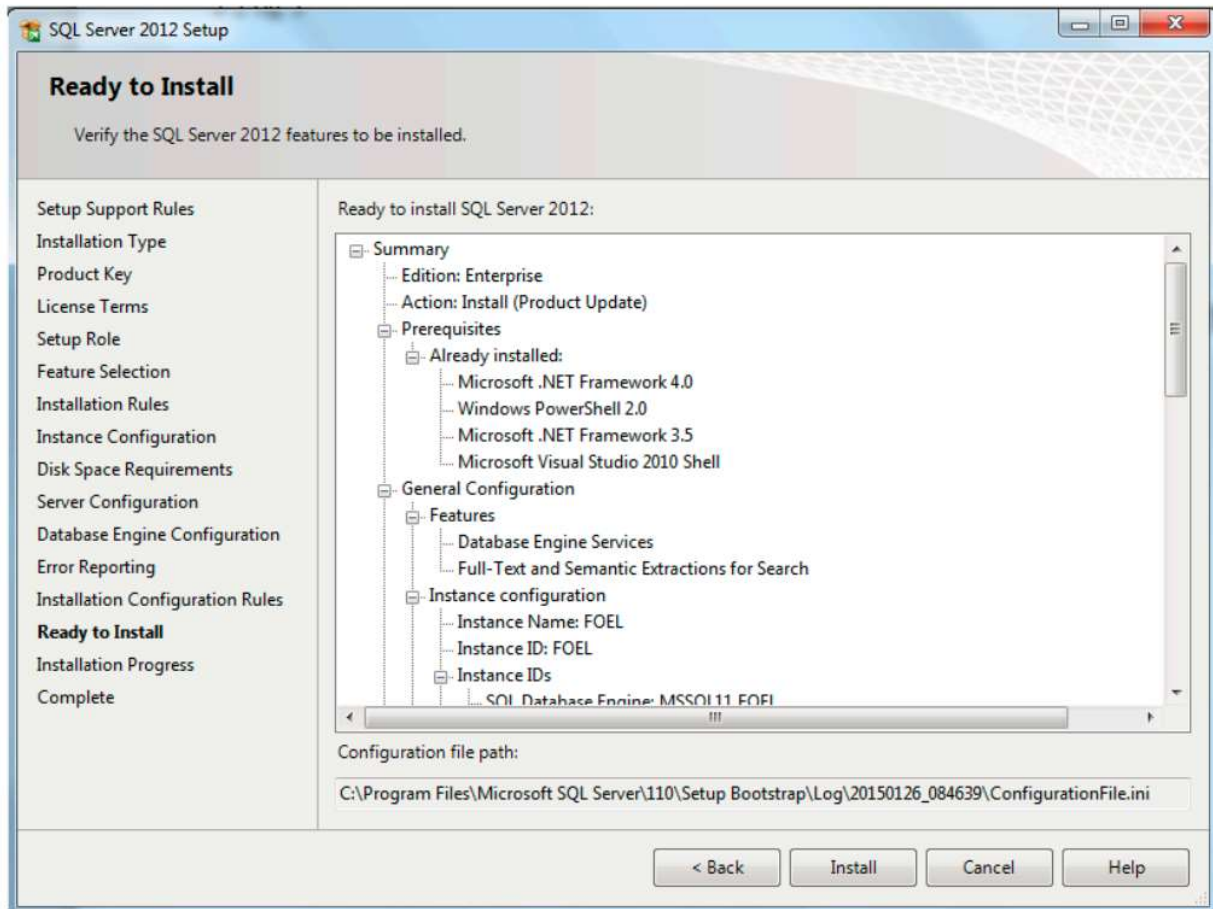 SQL Server 2012 Setup
Ready to Install
Verify the SQL Server 2012 features to be installed.
Setup Support Rules
Installation Type
Product Key
License Terms
Setup Role
Feature Selection
Installation Rules
Instance Configuration
Disk Space Requirements
Server Configuration
Database Engine Configuration
Error Reporting
Installation Configuration Rules
Ready to Install
Installation Progress
Complete
Ready to install SQL Server 2012:
Summary
Edition: Enterprise
Action: Install (Product Update)
Prerequisites
Already installed:
Microsoft .NET Framework 4.0
Windows PowerShell 2.0
Microsoft .NET Framework 3.5
Microsoft Visual Studio 2010 Shell
General Configuration
Features
Database Engine Services
Full-Text and Semantic Extractions for Search
Instance configuration
Instance Name: FOEL
Instance ID: FOEL
Instance IDs
SQL Database Engine: MSSQL11.FOEL
Configuration file path:
C:\Program Files\Microsoft SQL Server\110\Setup Bootstrap\Log\20150126_084639\ConfigurationFile.ini
< Back
Install
Cancel
Help